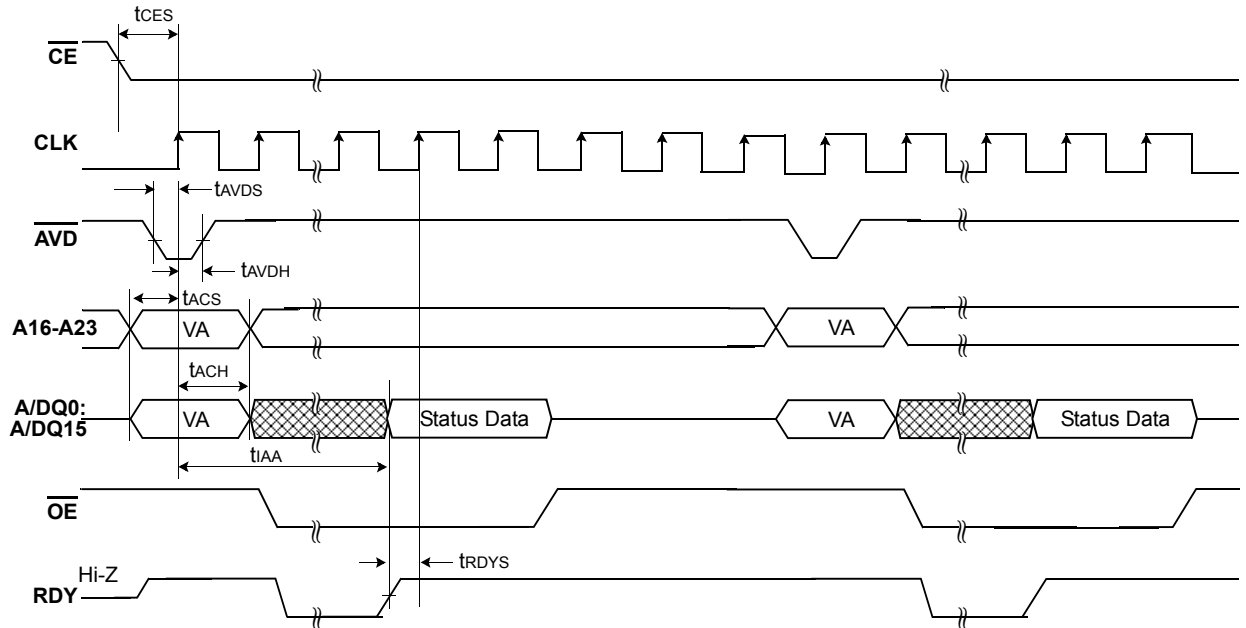 tCES
CE
CLK
tAVDS
AVD
tAVDH
tACS
A16-A23
VA
VA
tACH
A/DQ0:
A/DQ15
VA
Status Data
VA
Status Data
tIAA
OE
tRDYS
Hi-Z
RDY